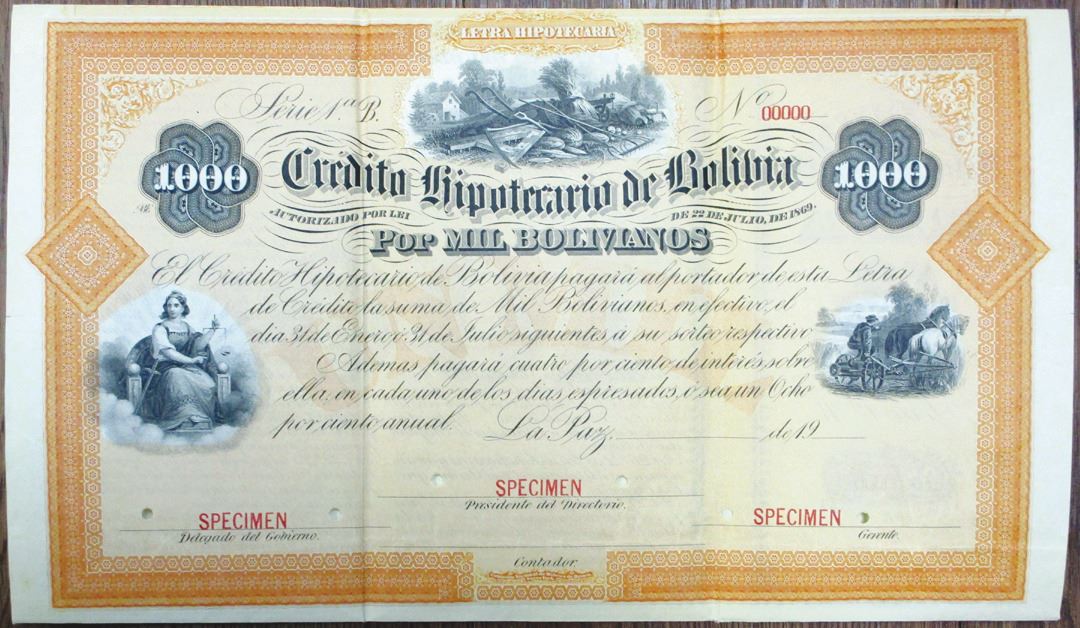 LETRA HIPOTECARIA
Série 1.ª B.
Nº 00000
1000
1000
Crédito Hipotecario de Bolivia
AUTORIZADO POR LEI DE 22 DE JULIO, DE 1869.
POR MIL BOLIVIANOS
El Crédito Hipotecario de Bolivia pagará al portador de esta Letra
de Crédito la suma de Mil Bolivianos, en efectivo, el
dia 31 de Enero ó 31 de Julio siguientes á su sorteo respectivo
Ademas pagará cuatro por ciento de interés, sobre
ella, en cada uno de los dias espresados, ó sea un Ocho
por ciento anual.
La Paz, de 19
SPECIMEN
Presidente del Directorio.
SPECIMEN
Delegado del Gobierno.
SPECIMEN
Gerente.
Contador.